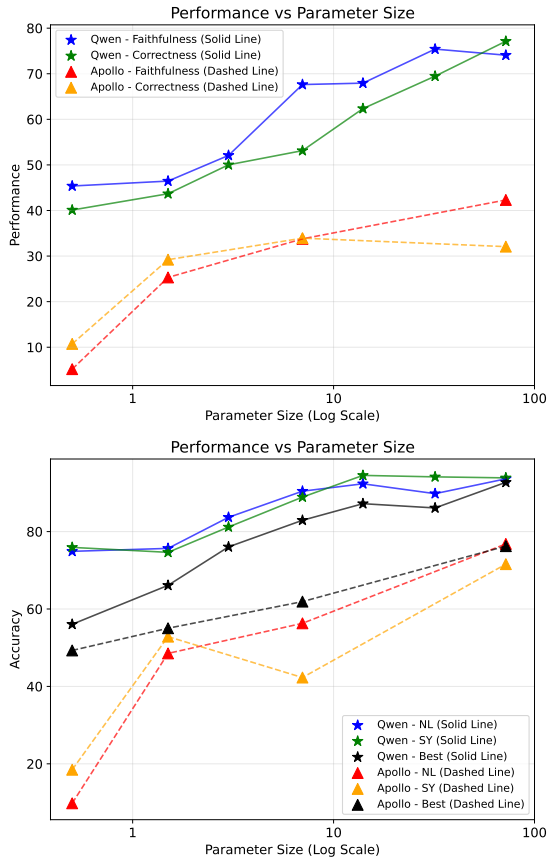 Performance vs Parameter Size
80
70
60
50
40
30
20
10
Performance
Qwen - Faithfulness (Solid Line)
Qwen - Correctness (Solid Line)
Apollo - Faithfulness (Dashed Line)
Apollo - Correctness (Dashed Line)
1
10
100
Parameter Size (Log Scale)
Performance vs Parameter Size
80
60
40
20
Accuracy
Qwen - NL (Solid Line)
Qwen - SY (Solid Line)
Qwen - Best (Solid Line)
Apollo - NL (Dashed Line)
Apollo - SY (Dashed Line)
Apollo - Best (Dashed Line)
1
10
100
Parameter Size (Log Scale)